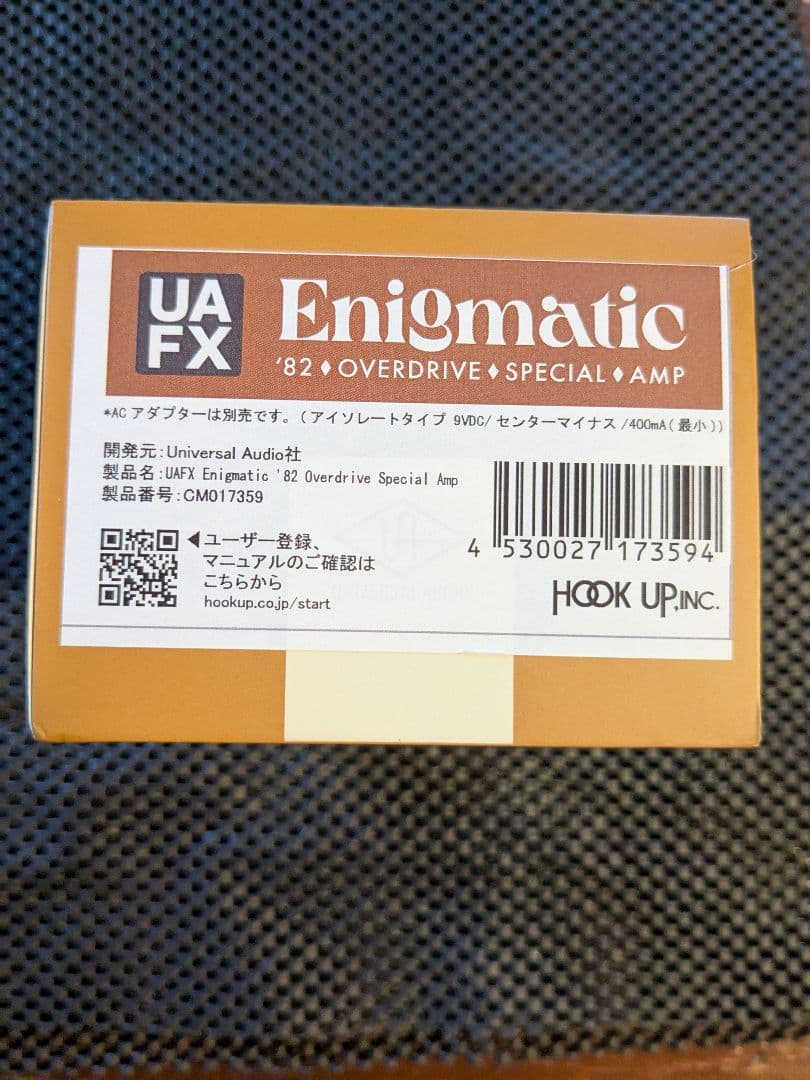 UA
FX
Enigmatic
'82♦OVERDRIVE♦SPECIAL♦AMP
*ACアダプターは別売です。(アイソレートタイプ 9VDC/センターマイナス/400mA(最小))
開発元:Universal Audio社
製品名:UAFX Enigmatic '82 Overdrive Special Amp
製品番号:CM017359
◀ユーザー登録、
マニュアルのご確認は
こちらから
hookup.co.jp/start
4 530027 173594
HOOK UP,INC.